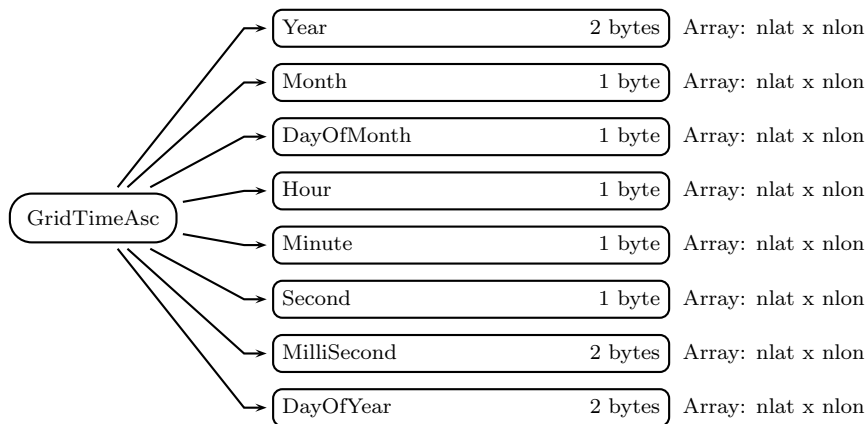 Year 2 bytes Array: nlat x nlon
Month 1 byte Array: nlat x nlon
DayOfMonth 1 byte Array: nlat x nlon
Hour 1 byte Array: nlat x nlon
GridTimeAsc
Minute 1 byte Array: nlat x nlon
Second 1 byte Array: nlat x nlon
MilliSecond 2 bytes Array: nlat x nlon
DayOfYear 2 bytes Array: nlat x nlon